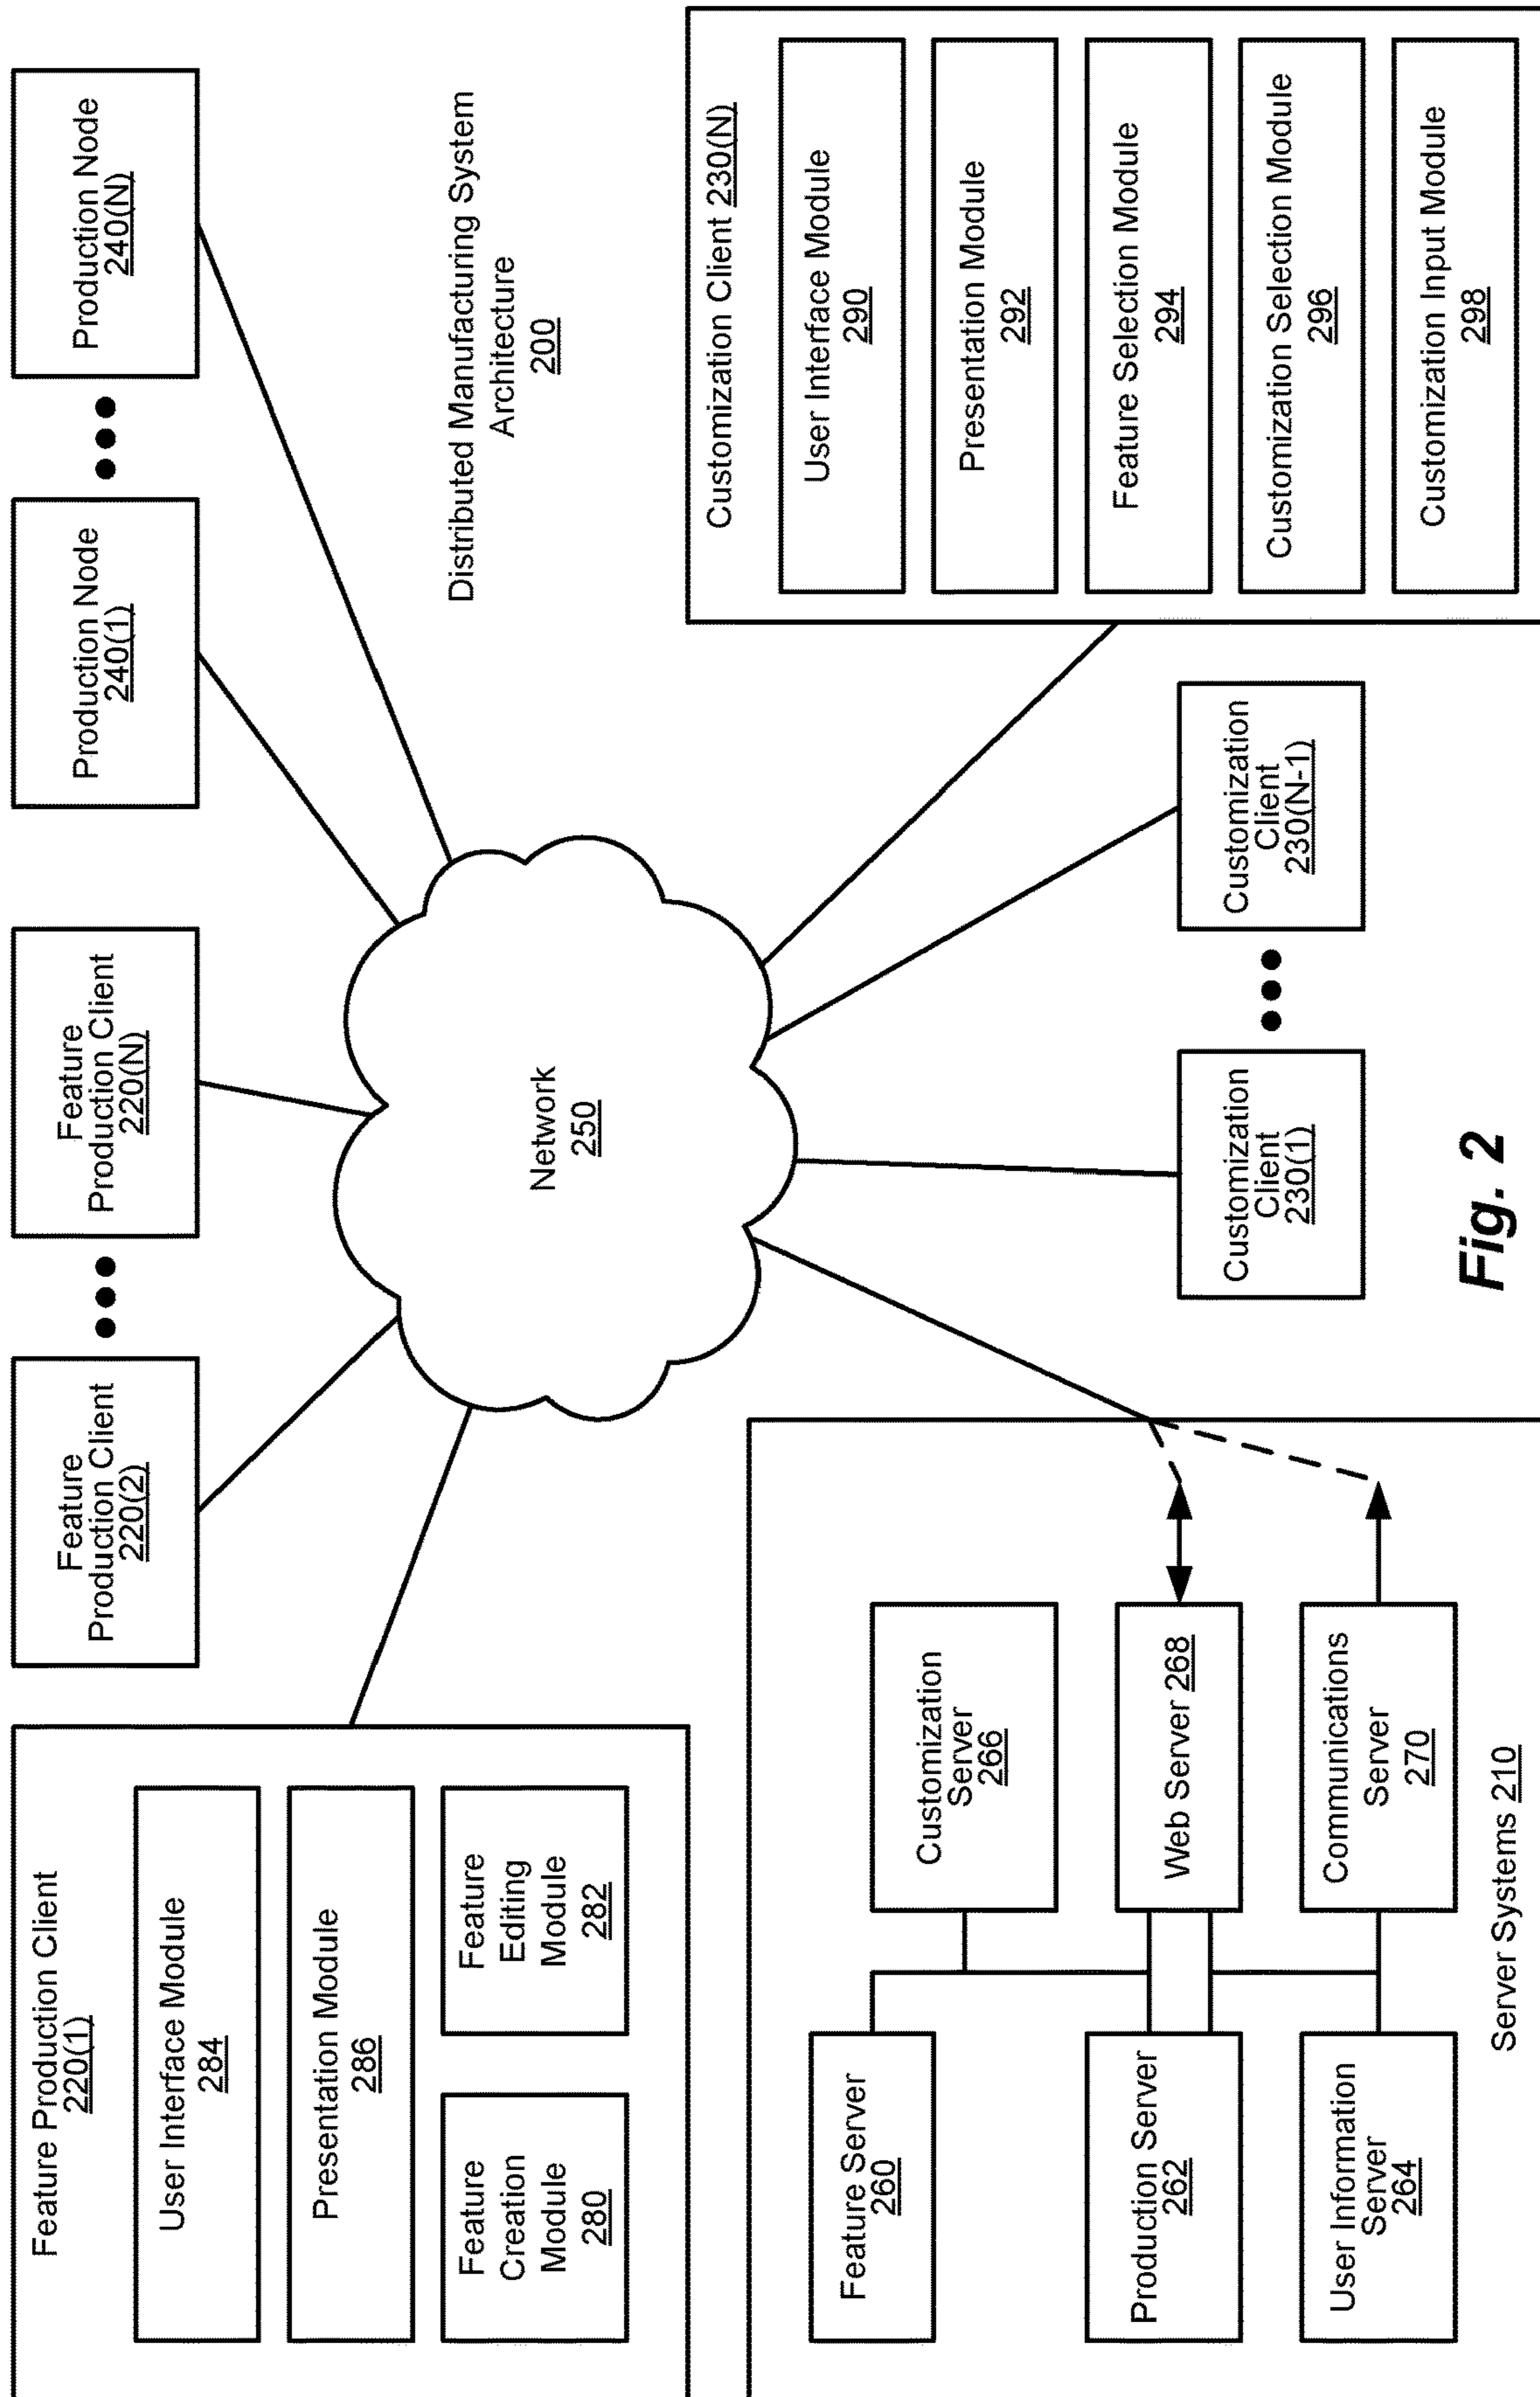 Feature Production Client
220(1)
User Interface Module
284
Presentation Module
286
Feature
Creation
Module
280
Feature
Editing
Module
282
Feature
Production Client
220(2)
Feature
Production Client
220(N)
Production Node
240(1)
Production Node
240(N)
Distributed Manufacturing System
Architecture
200
Network
250
Feature Server
260
Production Server
262
User Information
Server
264
Customization
Server
266
Web Server 268
Communications
Server
270
Server Systems 210
Customization
Client
230(1)
Customization
Client
230(N-1)
Customization Client 230(N)
User Interface Module
290
Presentation Module
292
Feature Selection Module
294
Customization Selection Module
296
Customization Input Module
298
Fig. 2